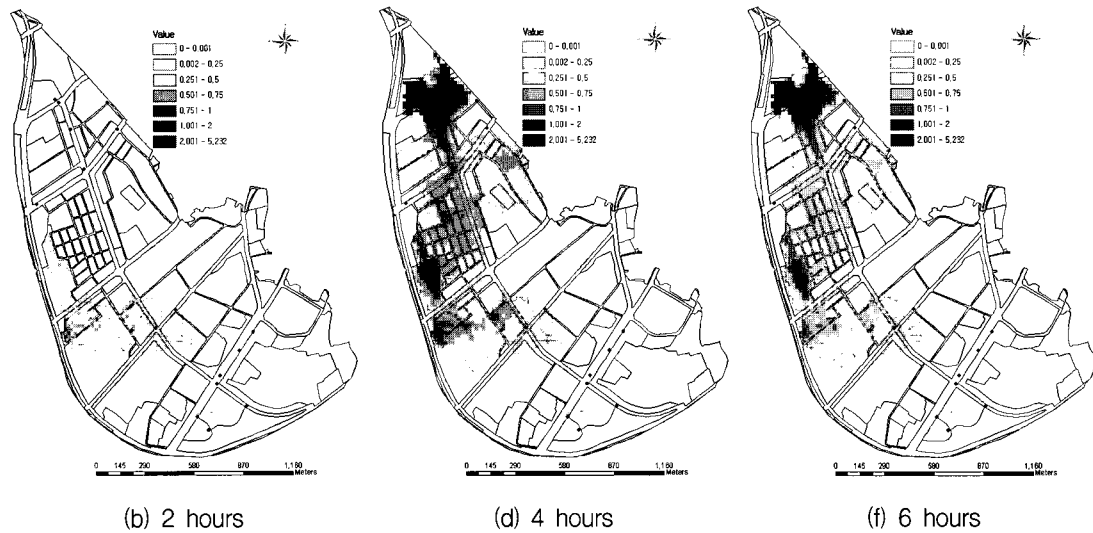 Value
0 - 0.001
0.002 - 0.25
0.251 - 0.5
0.501 - 0.75
0.751 - 1
1.001 - 2
2.001 - 5.232
0 145 290 580 870 1,160
Meters
(b) 2 hours
Value
0 - 0.001
0.002 - 0.25
0.251 - 0.5
0.501 - 0.75
0.751 - 1
1.001 - 2
2.001 - 5.232
0 145 290 580 870 1,160
Meters
(d) 4 hours
Value
0 - 0.001
0.002 - 0.25
0.251 - 0.5
0.501 - 0.75
0.751 - 1
1.001 - 2
2.001 - 5.232
0 145 290 580 870 1,160
Meters
(f) 6 hours